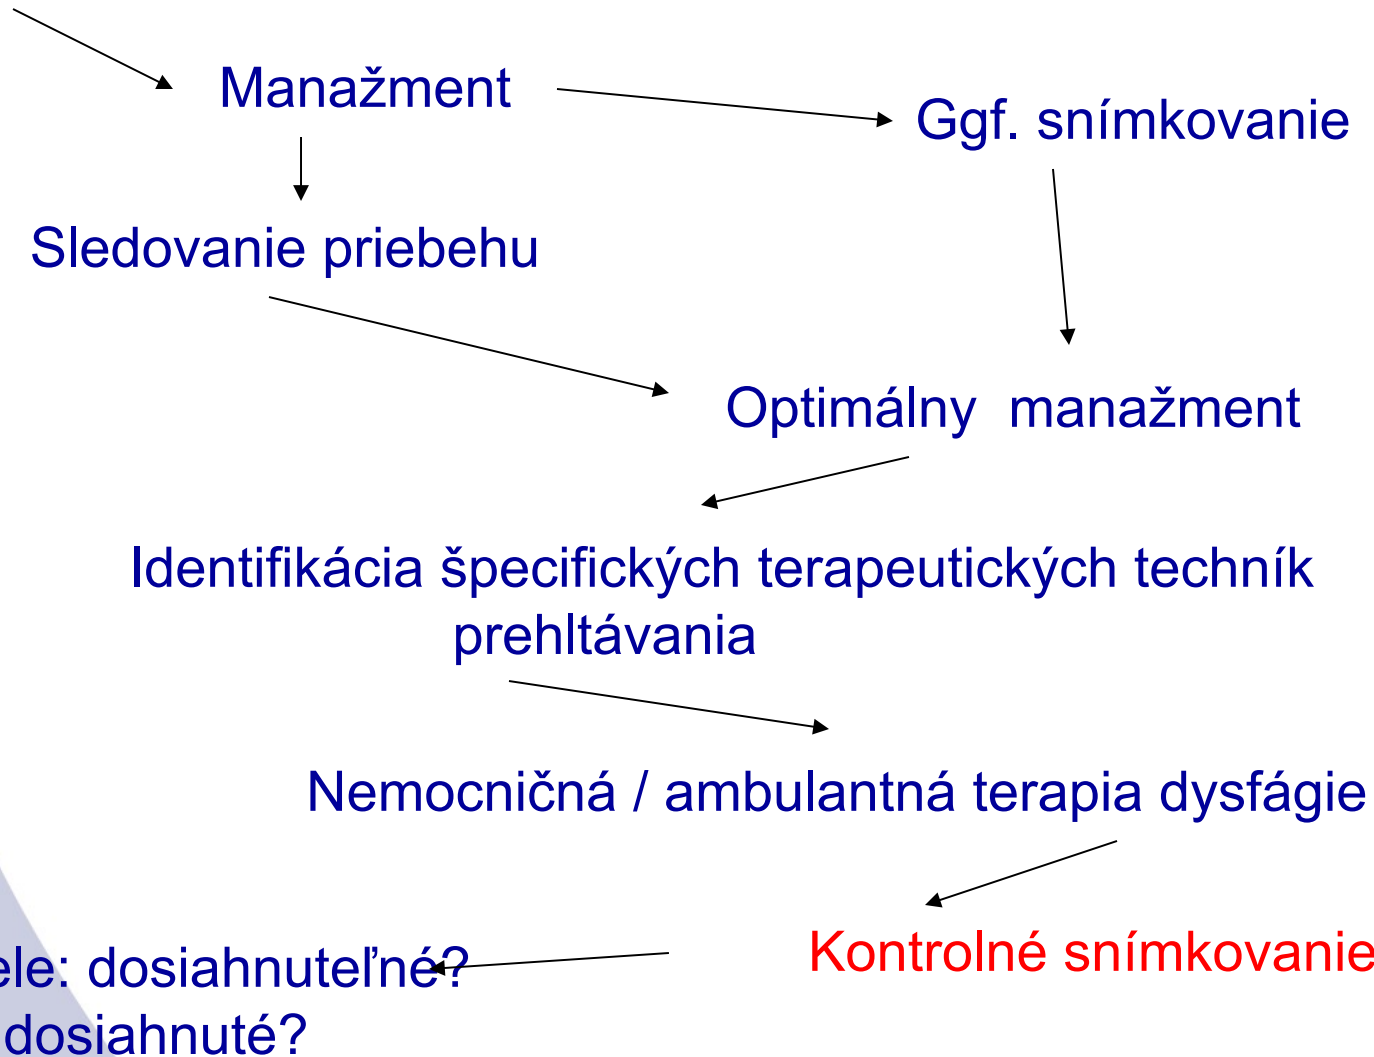 Manažment
Ggf. snímkovanie
Sledovanie priebehu
Optimálny  manažment
Identifikácia špecifických terapeutických techník
prehltávania
Nemocničná / ambulantná terapia dysfágie
Kontrolné snímkovanie
ele: dosiahnuteľné?
dosiahnuté?